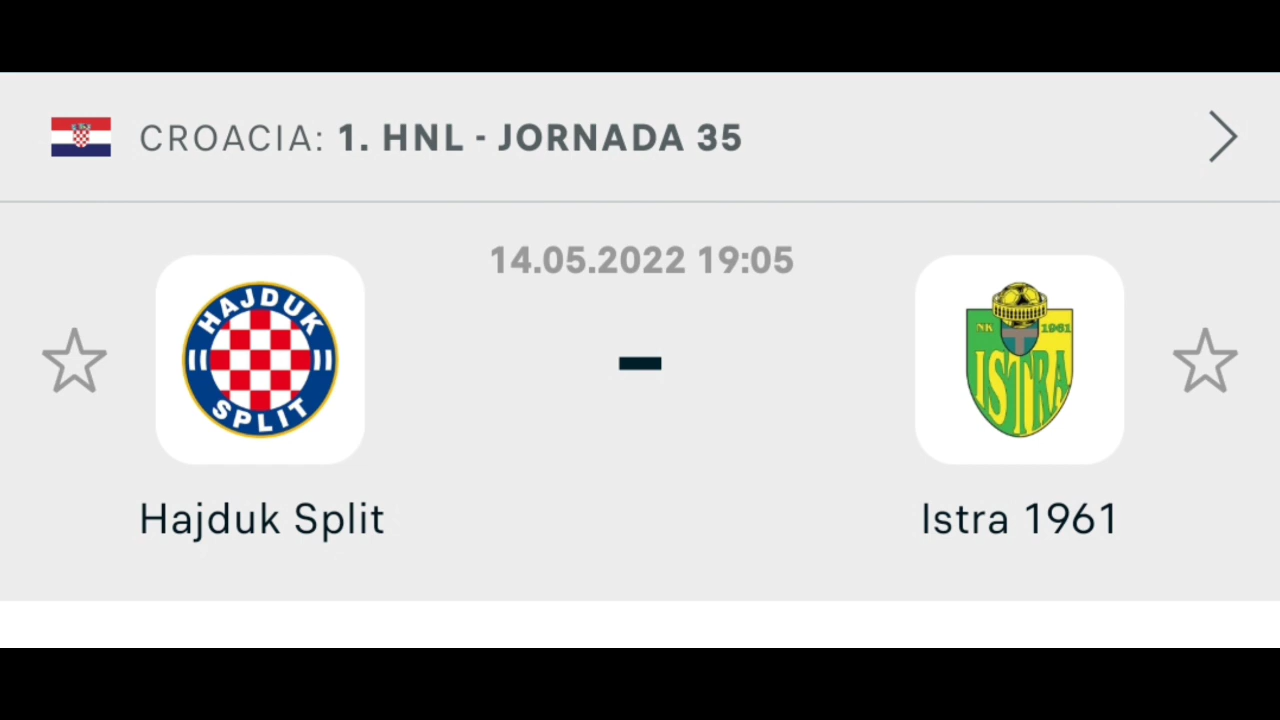 CROACIA: 1. HNL - JORNADA 35
14.05.2022 19:05
-
HAJDUK
SPLIT
NK 1961
ISTRA
Hajduk Split
Istra 1961